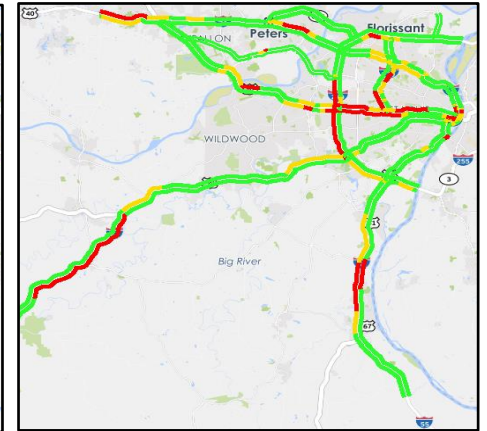 40
Peters
Florissant
ALLON
WILDWOOD
255
3
Big River
67
55